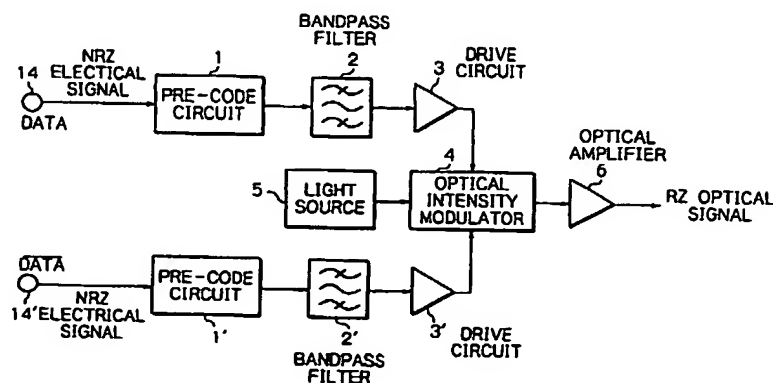 BANDPASS
FILTER
2
DRIVE
CIRCUIT
3
1
NRZ
ELECTICAL
SIGNAL
14
DATA
PRE-CODE
CIRCUIT
OPTICAL
AMPLIFIER
6
4
5
LIGHT
SOURCE
OPTICAL
INTENSITY
MODULATOR
RZ OPTICAL
SIGNAL
DATA
14'
NRZ
ELECTRICAL
SIGNAL
PRE-CODE
CIRCUIT
1'
2'
BANDPASS
FILTER
3'
DRIVE
CIRCUIT